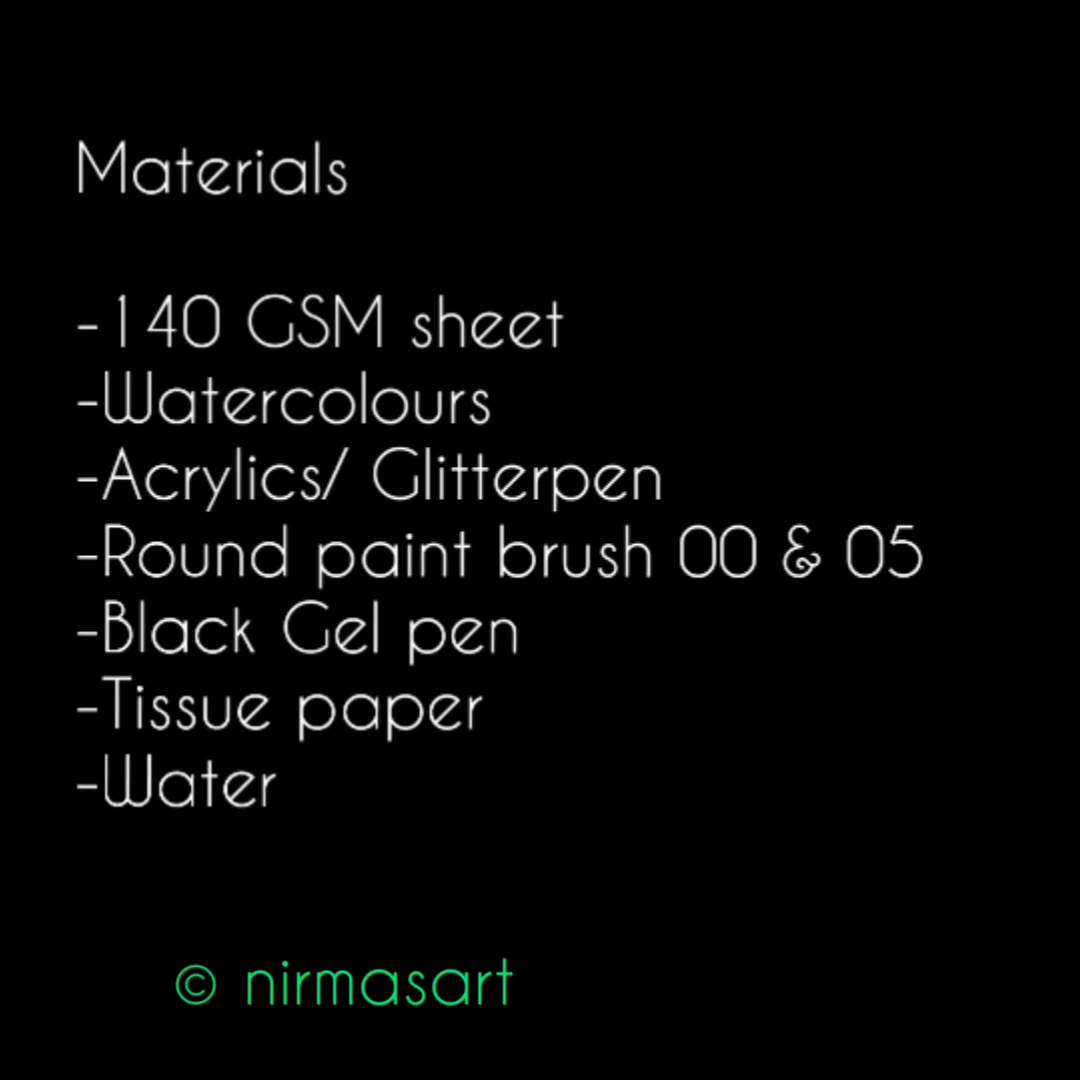 Materials
-140 GSM sheet
-Watercolours
-Acrylics/ Glitterpen
-Round paint brush 00 & 05
-Black Gel pen
-Tissue paper
-Water
© nirmasart